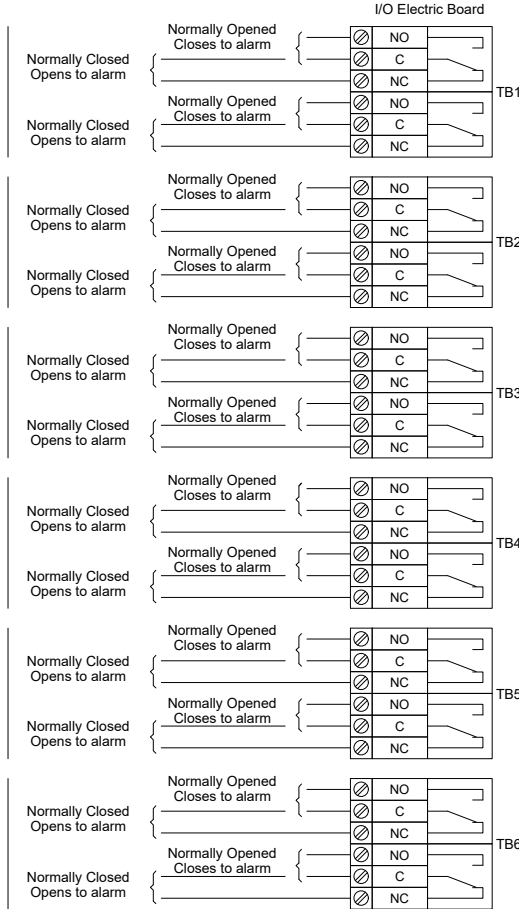 I/O Electric Board
Normally Opened
Closes to alarm
NO
Normally Closed
Opens to alarm
C
NC
TB1
Normally Opened
Closes to alarm
NO
Normally Closed
Opens to alarm
C
NC
Normally Opened
Closes to alarm
NO
Normally Closed
Opens to alarm
C
NC
TB2
Normally Opened
Closes to alarm
NO
Normally Closed
Opens to alarm
C
NC
Normally Opened
Closes to alarm
NO
Normally Closed
Opens to alarm
C
NC
TB3
Normally Opened
Closes to alarm
NO
Normally Closed
Opens to alarm
C
NC
Normally Opened
Closes to alarm
NO
Normally Closed
Opens to alarm
C
NC
TB4
Normally Opened
Closes to alarm
NO
Normally Closed
Opens to alarm
C
NC
Normally Opened
Closes to alarm
NO
Normally Closed
Opens to alarm
C
NC
TB5
Normally Opened
Closes to alarm
NO
Normally Closed
Opens to alarm
C
NC
Normally Opened
Closes to alarm
NO
Normally Closed
Opens to alarm
C
NC
TB6
Normally Opened
Closes to alarm
NO
Normally Closed
Opens to alarm
C
NC